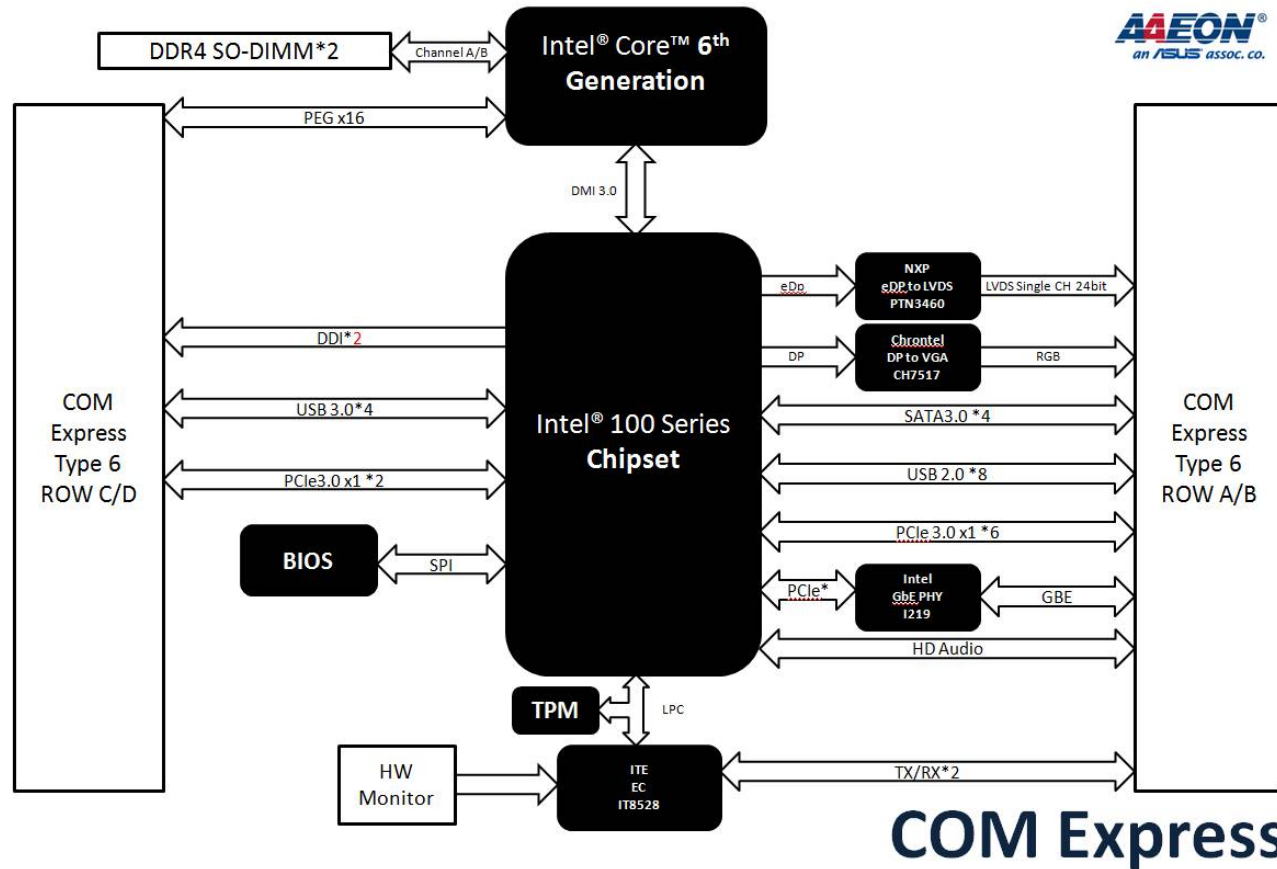 AAEON®
an ASUS assoc. co.
Intel® Core™ 6th
Generation
DDR4 SO-DIMM*2
Channel A/B
PEG x16
DMI 3.0
COM
Express
Type 6
ROW C/D
Intel® 100 Series
Chipset
DDI*2
USB 3.0*4
PCIe3.0 x1 *2
BIOS
SPI
eDp
NXP
eDP to LVDS
PTN3460
LVDS Single CH 24bit
DP
Chrontel
DP to VGA
CH7517
RGB
SATA3.0 *4
USB 2.0 *8
PCIe 3.0 x1 *6
PCIe*
Intel
GbE PHY
I219
GBE
HD Audio
COM
Express
Type 6
ROW A/B
TPM
LPC
HW
Monitor
ITE
EC
IT8528
TX/RX*2
COM Express